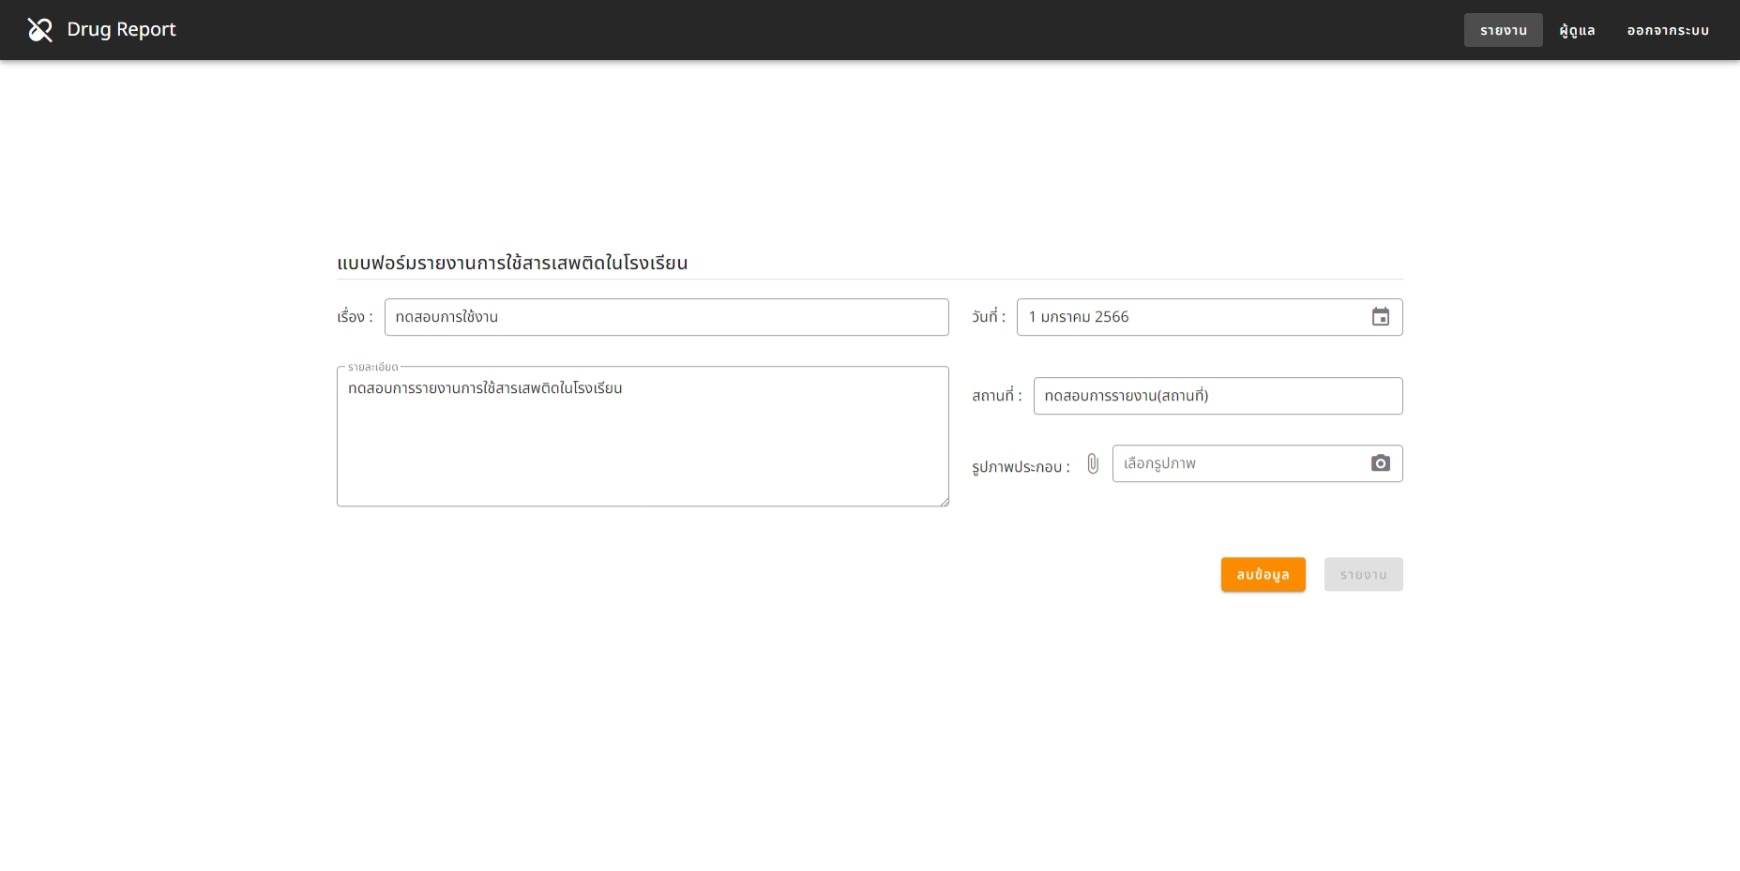 Drug Report
รายงาน
ผู้ดูแล
ออกจากระบบ
แบบฟอร์มรายงานการใช้สารเสพติดในโรงเรียน
เรื่อง :
ทดสอบการใช้งาน
วันที่ :
1 มกราคม 2566
รายละเอียด
ทดสอบการรายงานการใช้สารเสพติดในโรงเรียน
สถานที่ :
ทดสอบการรายงาน(สถานที่)
รูปภาพประกอบ :
เลือกรูปภาพ
ลบข้อมูล
รายงาน